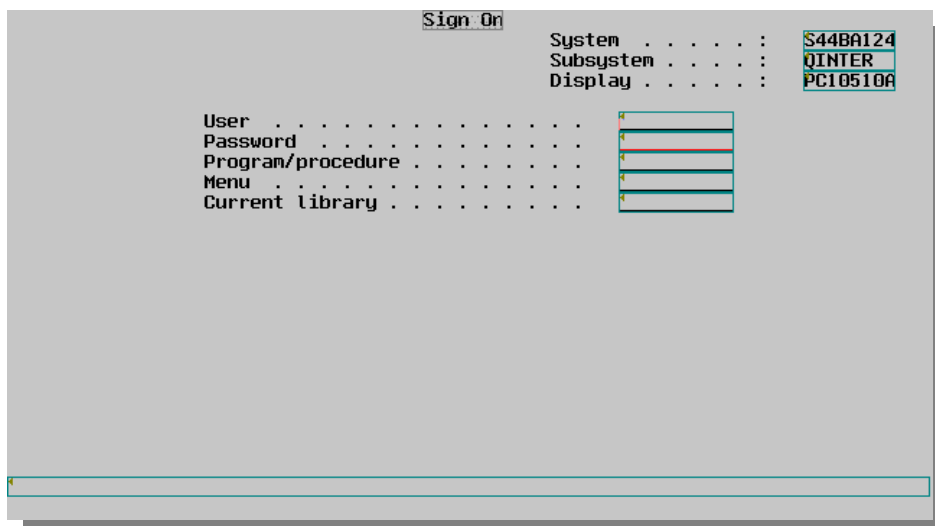 Sign On
System . . . . . : S44BA124
Subsystem . . . . : QINTER
Display . . . . . : PC10510A
User . . . . . . . . . . . . . .
Password . . . . . . . . . . . .
Program/procedure . . . . . . . .
Menu . . . . . . . . . . . . . .
Current library . . . . . . . . .